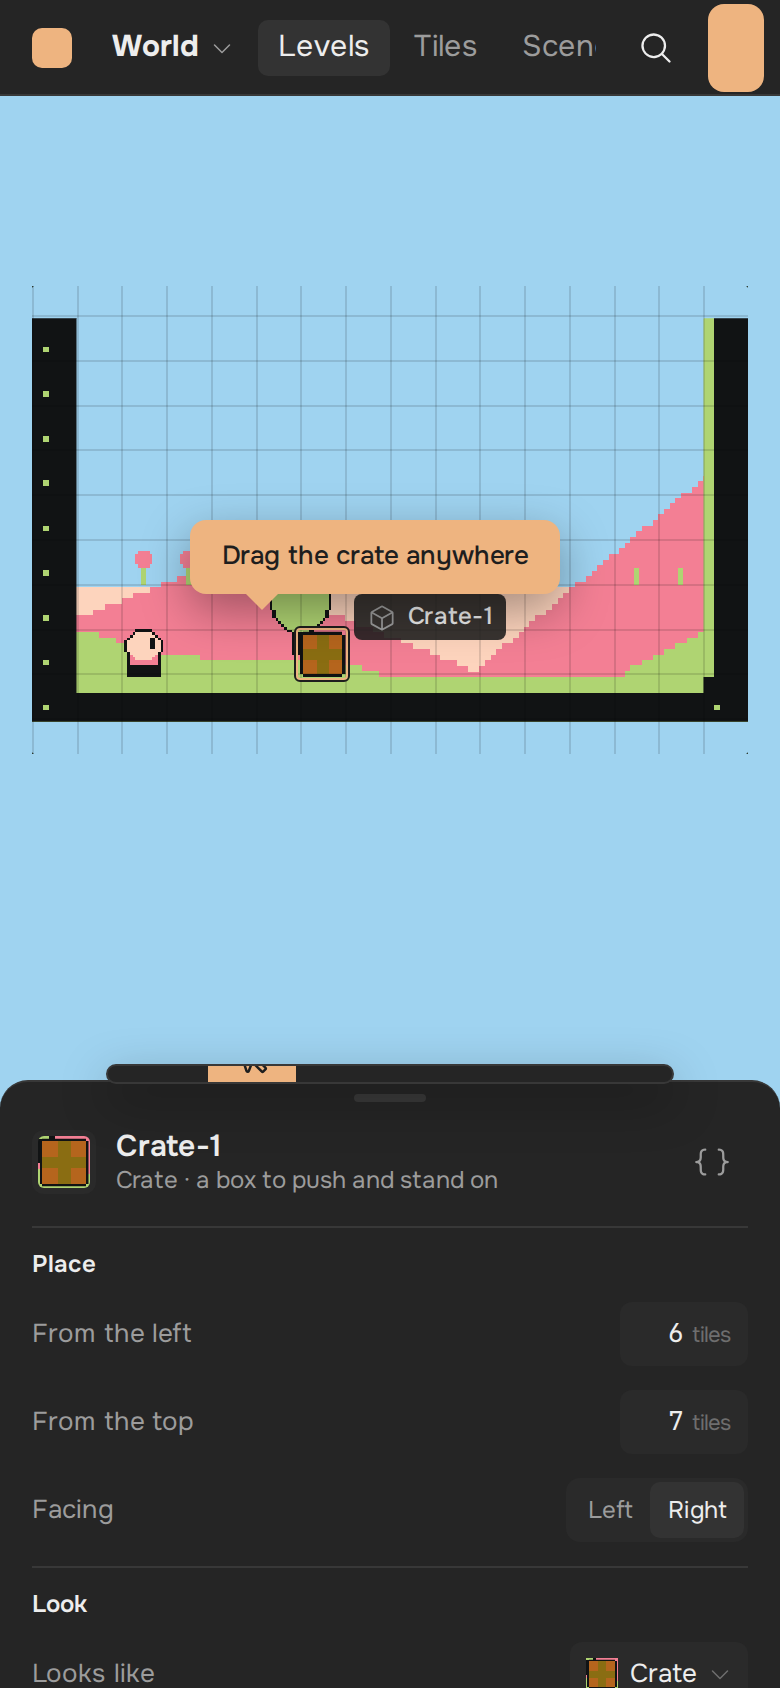 World
Levels
Tiles
Scen
Drag the crate anywhere
Crate-1
Crate-1
Crate · a box to push and stand on
{ }
Place
From the left
6 tiles
From the top
7 tiles
Facing
Left
Right
Look
Looks like
Crate